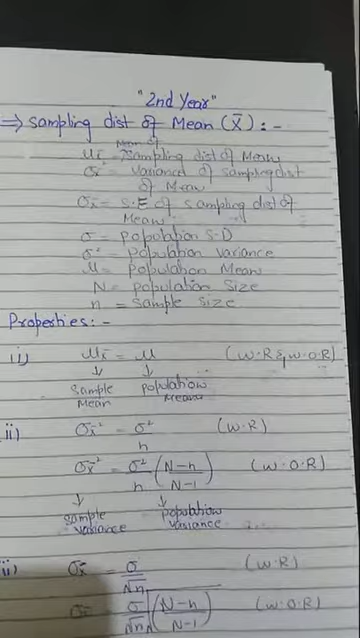 "2nd Year"
⇒ Sampling dist of Mean (X̄) : -
μx̄ = Mean of Sampling dist of Mean
σx̄² = Variance of Sampling dist
of Mean
σx̄ = S.E of Sampling dist of
Mean
σ = Population S.D
σ² = Population Variance
μ = Population Mean
N = Population Size
n = Sample Size
Properties : -
i) μx̄ = μ (W.R & W.O.R)
↓ ↓
Sample Population
Mean Mean
ii) σx̄² = σ²/n (W.R)
σx̄² = σ²/n (N-n/N-1) (W.O.R)
↓ ↓
Sample Population
Variance Variance
ii) σx̄ = σ/√n (W.R)
σx̄ = σ/√n √(N-n/N-1) (W.O.R)